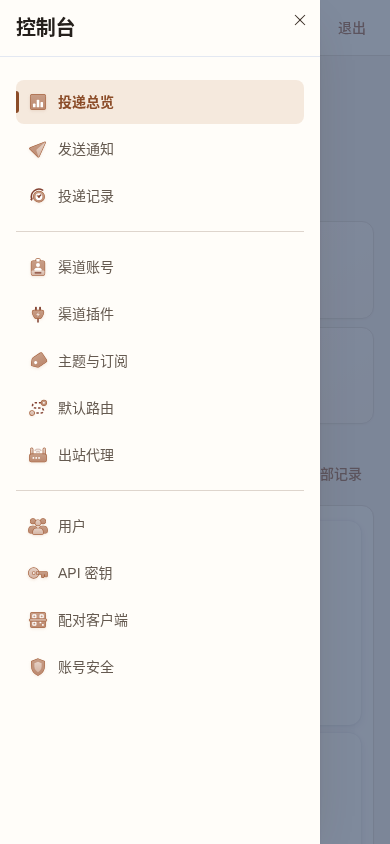 控制台
退出
投递总览
发送通知
投递记录
渠道账号
渠道插件
主题与订阅
默认路由
出站代理
部记录
用户
API 密钥
配对客户端
账号安全